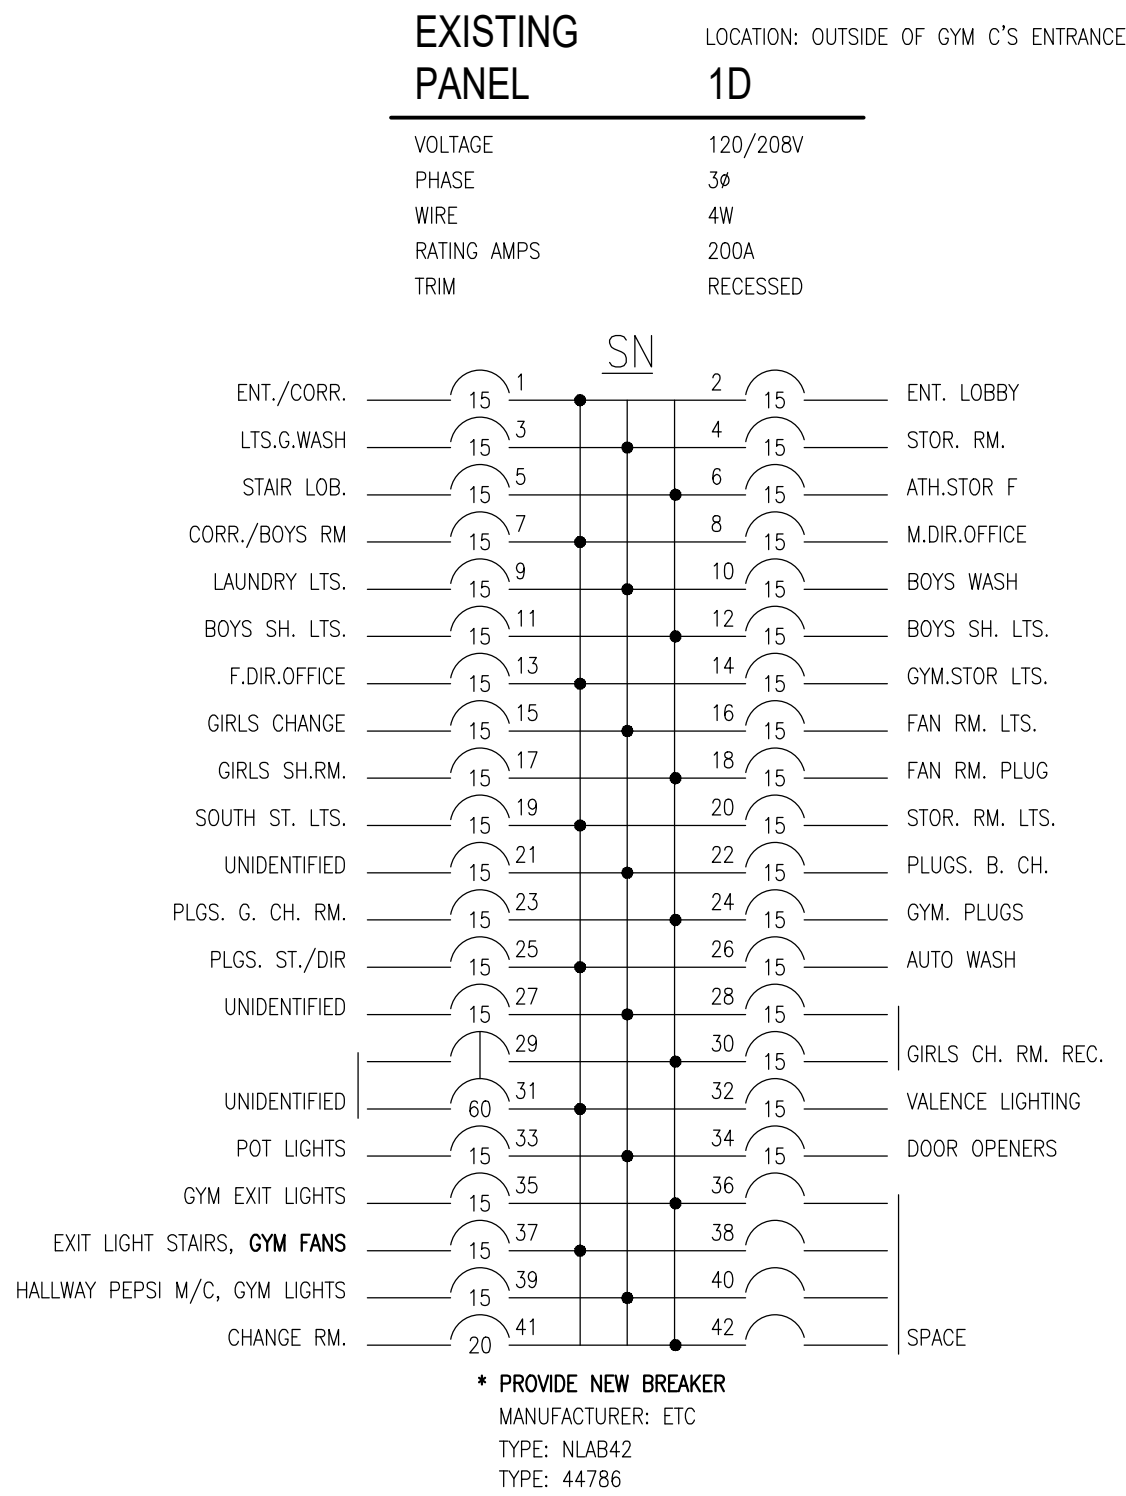 EXISTING
LOCATION: OUTSIDE OF GYM C'S ENTRANCE
PANEL 1D
VOLTAGE 120/208V
PHASE 3ø
WIRE 4W
RATING AMPS 200A
TRIM RECESSED
SN
ENT./CORR. 15 1 2 15 ENT. LOBBY
LTS.G.WASH 15 3 4 15 STOR. RM.
STAIR LOB. 15 5 6 15 ATH.STOR F
CORR./BOYS RM 15 7 8 15 M.DIR.OFFICE
LAUNDRY LTS. 15 9 10 15 BOYS WASH
BOYS SH. LTS. 15 11 12 15 BOYS SH. LTS.
F.DIR.OFFICE 15 13 14 15 GYM.STOR LTS.
GIRLS CHANGE 15 15 16 15 FAN RM. LTS.
GIRLS SH.RM. 15 17 18 15 FAN RM. PLUG
SOUTH ST. LTS. 15 19 20 15 STOR. RM. LTS.
UNIDENTIFIED 15 21 22 15 PLUGS. B. CH.
PLGS. G. CH. RM. 15 23 24 15 GYM. PLUGS
PLGS. ST./DIR 15 25 26 15 AUTO WASH
UNIDENTIFIED 15 27 28 15
29 30 15 GIRLS CH. RM. REC.
UNIDENTIFIED 60 31 32 15 VALENCE LIGHTING
POT LIGHTS 15 33 34 15 DOOR OPENERS
GYM EXIT LIGHTS 15 35 36
EXIT LIGHT STAIRS, GYM FANS 15 37 38
HALLWAY PEPSI M/C, GYM LIGHTS 15 39 40
CHANGE RM. 20 41 42 SPACE
* PROVIDE NEW BREAKER
MANUFACTURER: ETC
TYPE: NLAB42
TYPE: 44786